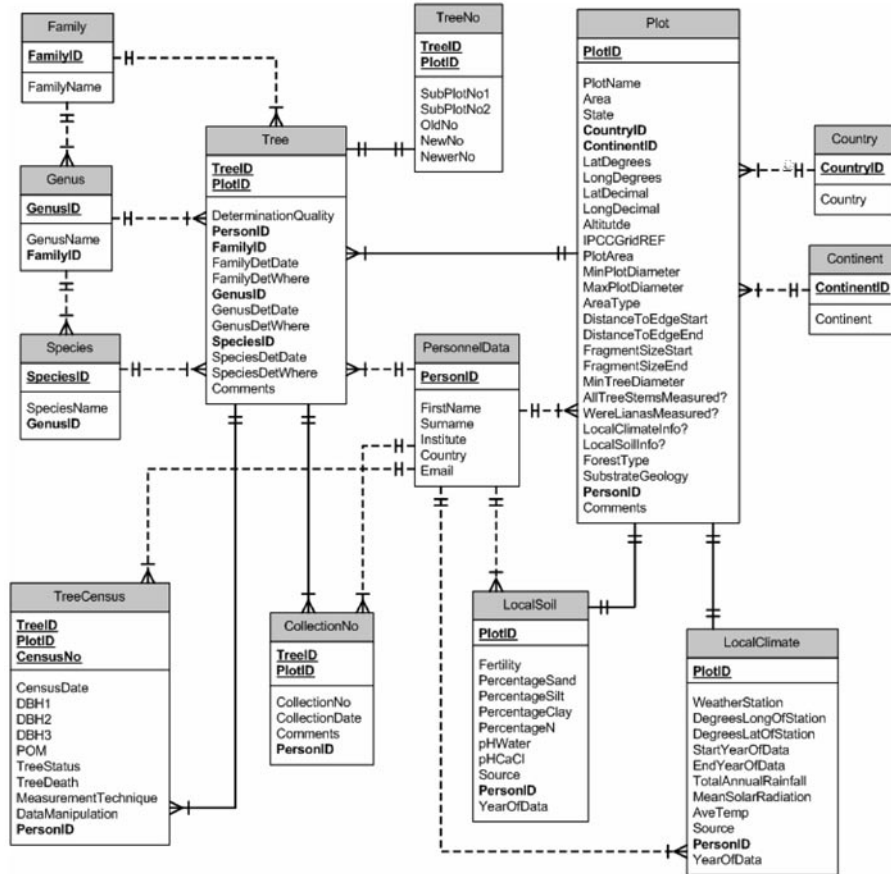 Family
FamilyID
FamilyName
Genus
GenusID
GenusName
FamilyID
Species
SpeciesID
SpeciesName
GenusID
Tree
TreeID
PlotID
DeterminationQuality
PersonID
FamilyID
FamilyDetDate
FamilyDetWhere
GenusID
GenusDetDate
GenusDetWhere
SpeciesID
SpeciesDetDate
SpeciesDetWhere
Comments
TreeNo
TreeID
PlotID
SubPlotNo1
SubPlotNo2
OldNo
NewNo
NewerNo
PersonnelData
PersonID
FirstName
Surname
Institute
Country
Email
Plot
PlotID
PlotName
Area
State
CountryID
ContinentID
LatDegrees
LongDegrees
LatDecimal
LongDecimal
Altitutde
IPCCGridREF
PlotArea
MinPlotDiameter
MaxPlotDiameter
AreaType
DistanceToEdgeStart
DistanceToEdgeEnd
FragmentSizeStart
FragmentSizeEnd
MinTreeDiameter
AllTreeStemsMeasured?
WereLianasMeasured?
LocalClimateInfo?
LocalSoilInfo?
ForestType
SubstrateGeology
PersonID
Comments
Country
CountryID
Country
Continent
ContinentID
Continent
TreeCensus
TreeID
PlotID
CensusNo
CensusDate
DBH1
DBH2
DBH3
POM
TreeStatus
TreeDeath
MeasurementTechnique
DataManipulation
PersonID
CollectionNo
TreeID
PlotID
CollectionNo
CollectionDate
Comments
PersonID
LocalSoil
PlotID
Fertility
PercentageSand
PercentageSilt
PercentageClay
PercentageN
pHWater
pHCaCl
Source
PersonID
YearOfData
LocalClimate
PlotID
WeatherStation
DegreesLongOfStation
DegreesLatOfStation
StartYearOfData
EndYearOfData
TotalAnnualRainfall
MeanSolarRadiation
AveTemp
Source
PersonID
YearOfData